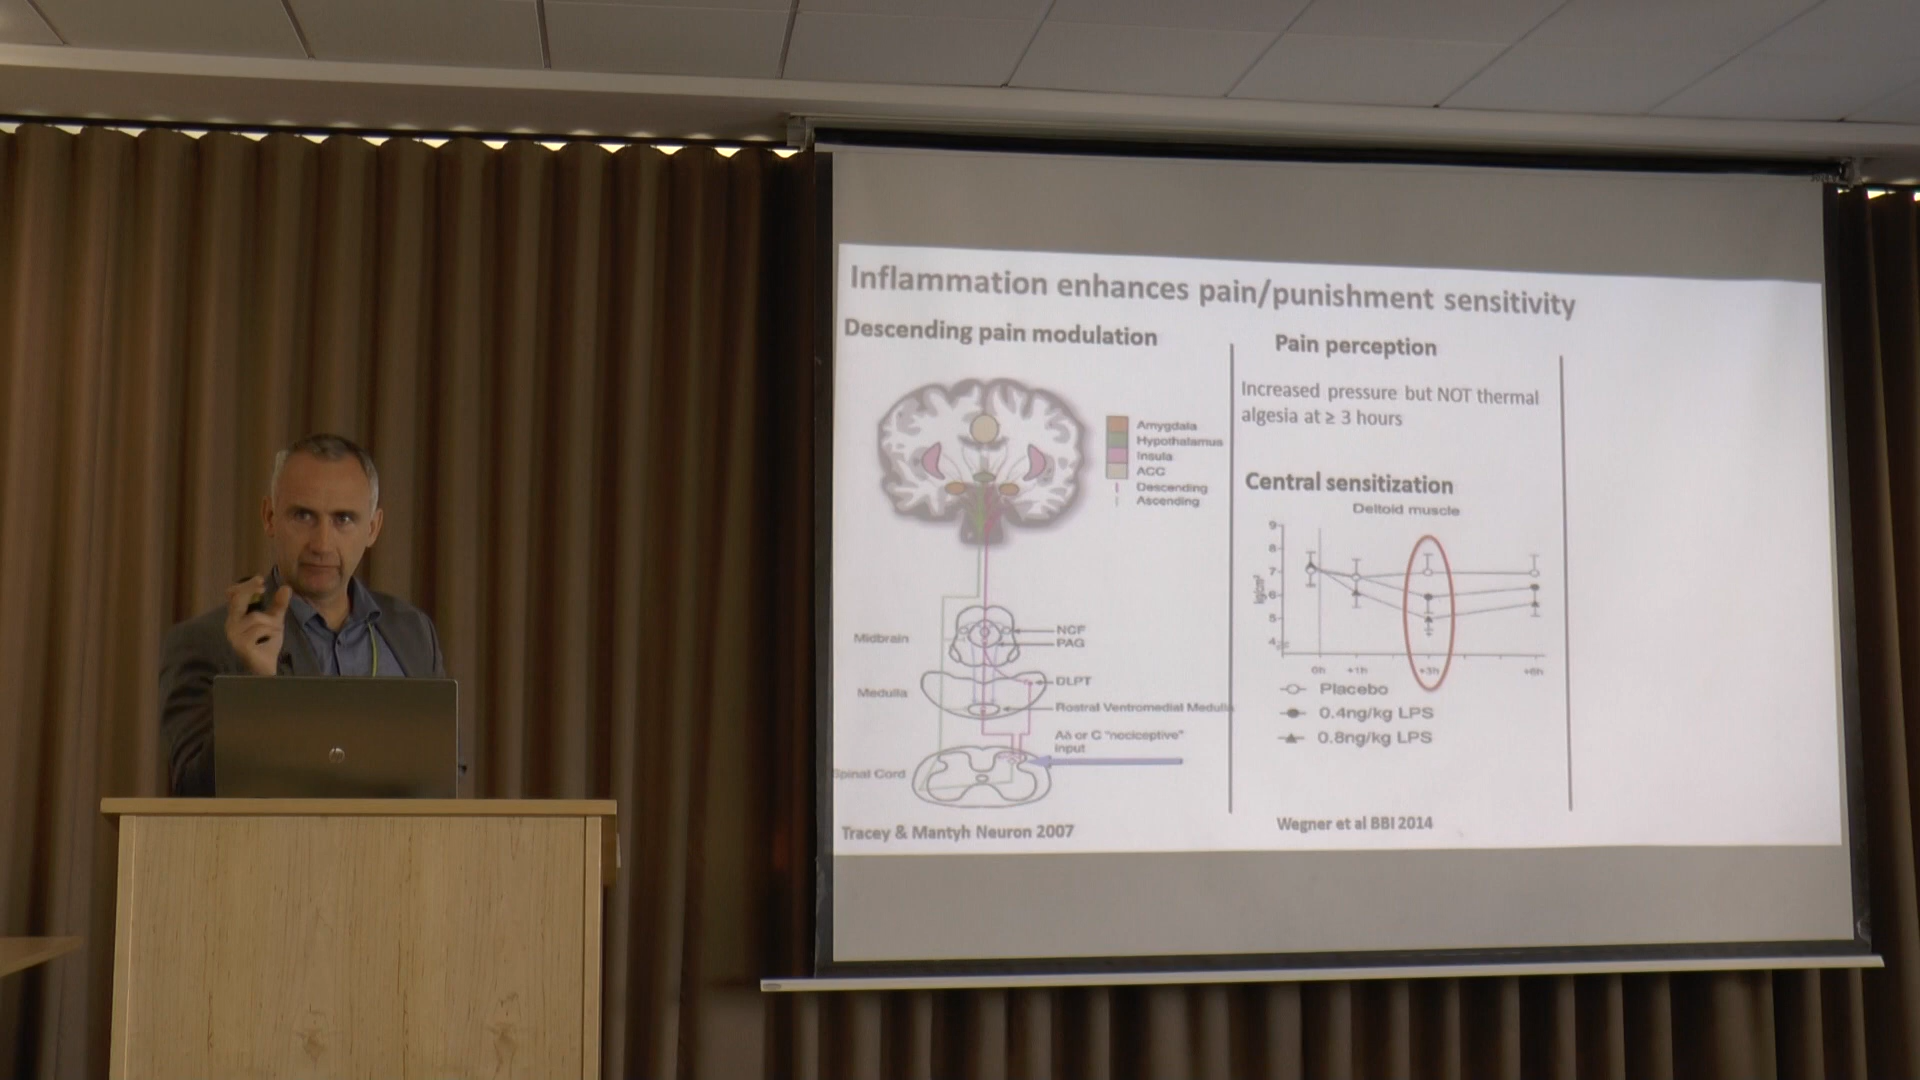 Inflammation enhances pain/punishment sensitivity
Descending pain modulation
Amygdala
Hypothalamus
Insula
ACC
Descending
Ascending
Midbrain
NCF
PAG
Medulla
DLPT
Rostral Ventromedial Medulla
Aδ or C "nociceptive"
Input
Spinal Cord
Tracey & Mantyh Neuron 2007
Pain perception
Increased pressure but NOT thermal
algesia at ≥ 3 hours
Central sensitization
Deltoid muscle
9
8
7
6
5
4
kg/cm²
0h +1h +3h +6h
Placebo
0.4ng/kg LPS
0.8ng/kg LPS
Wegner et al BBI 2014
hp